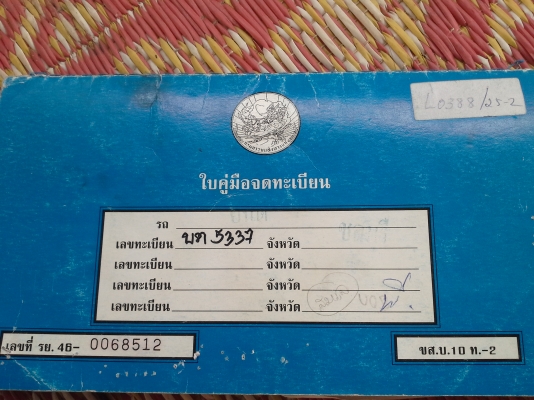 L0388/25-2
ใบคู่มือจดทะเบียน
รถ
เลขทะเบียน บต 5337 จังหวัด
เลขทะเบียน จังหวัด
เลขทะเบียน จังหวัด
เลขทะเบียน จังหวัด
เลขที่ รย. 46- 0068512
ขส.บ.10 ท.-2